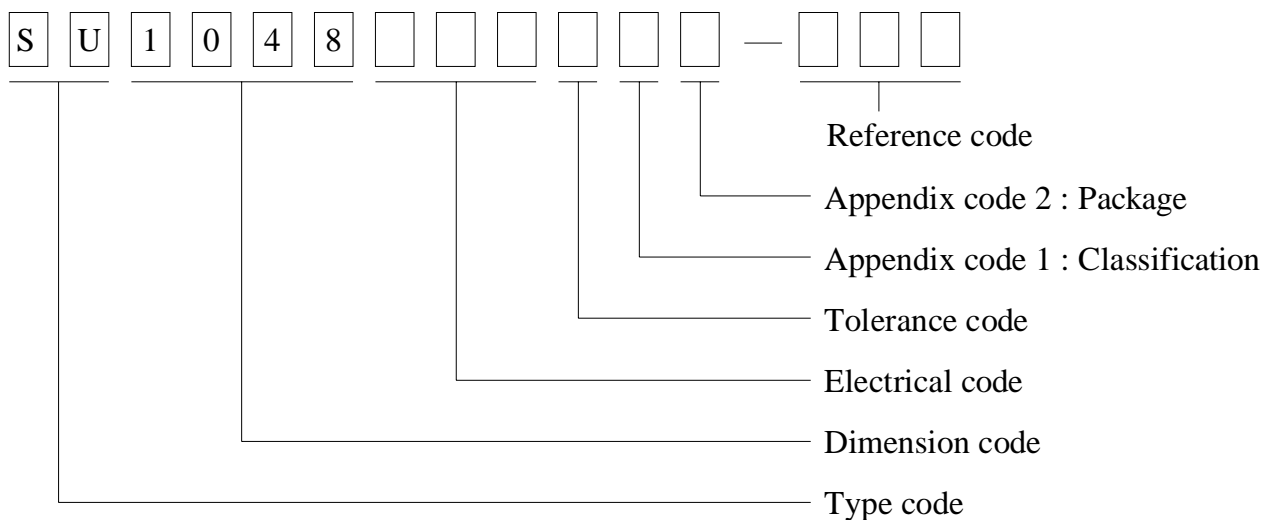 S U 1 0 4 8 —
Reference code
Appendix code 2 : Package
Appendix code 1 : Classification
Tolerance code
Electrical code
Dimension code
Type code